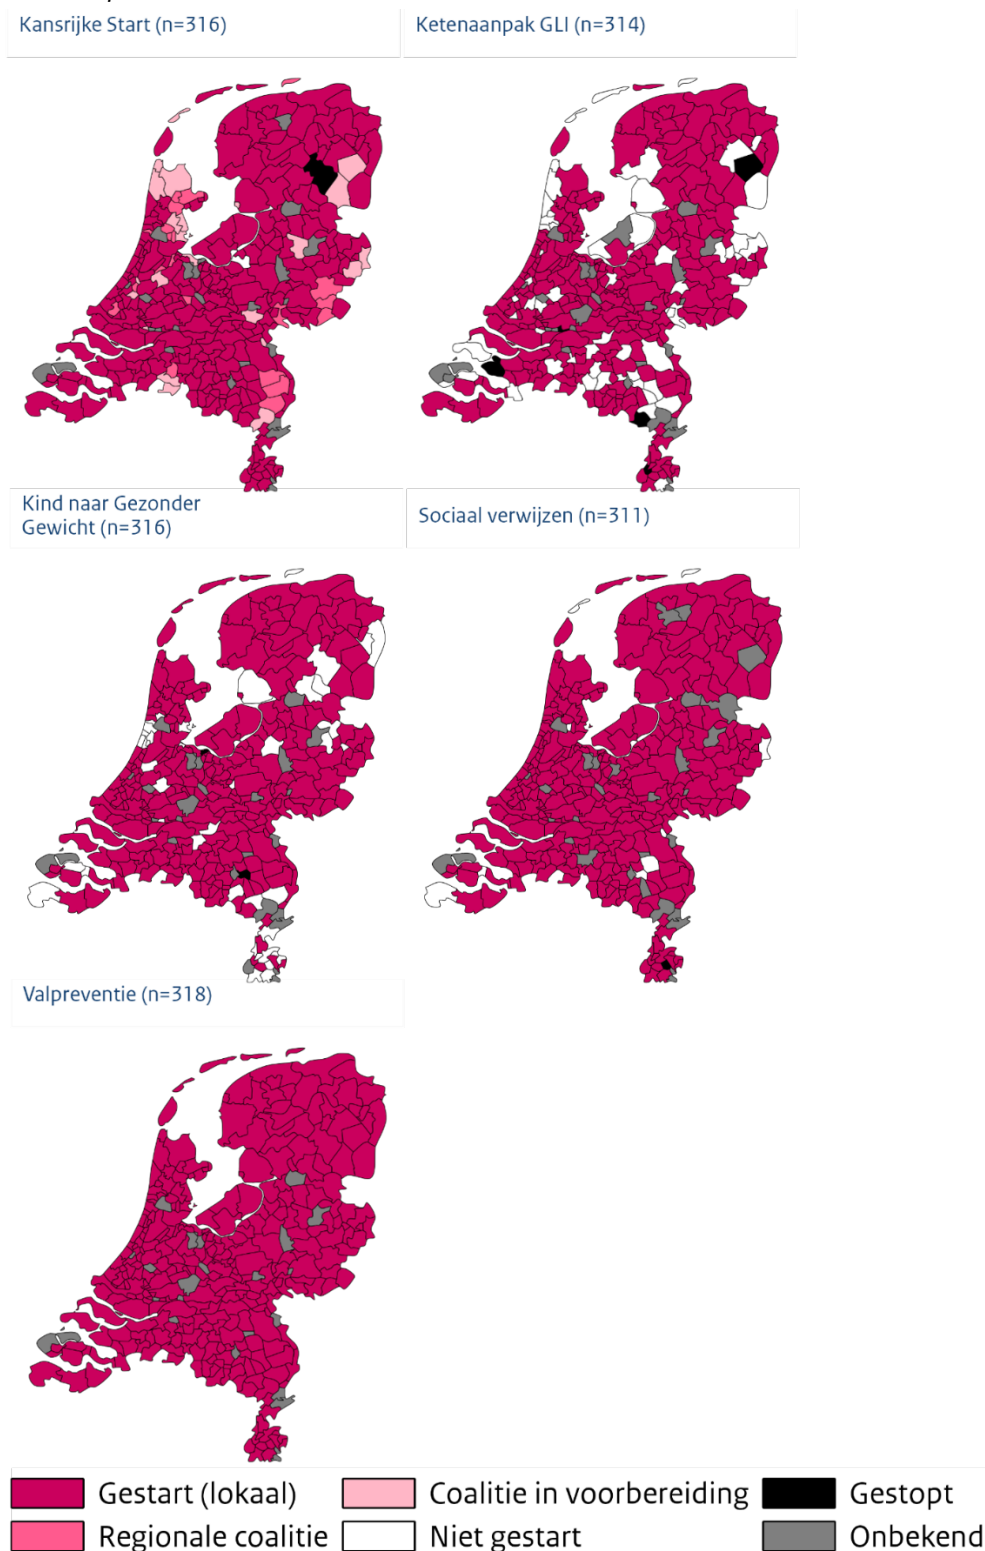 Kansrijke Start (n=316)
Ketenaanpak GLI (n=314)
Kind naar Gezonder
Gewicht (n=316)
Sociaal verwijzen (n=311)
Valpreventie (n=318)
Gestart (lokaal)
Coalitie in voorbereiding
Gestopt
Regionale coalitie
Niet gestart
Onbekend